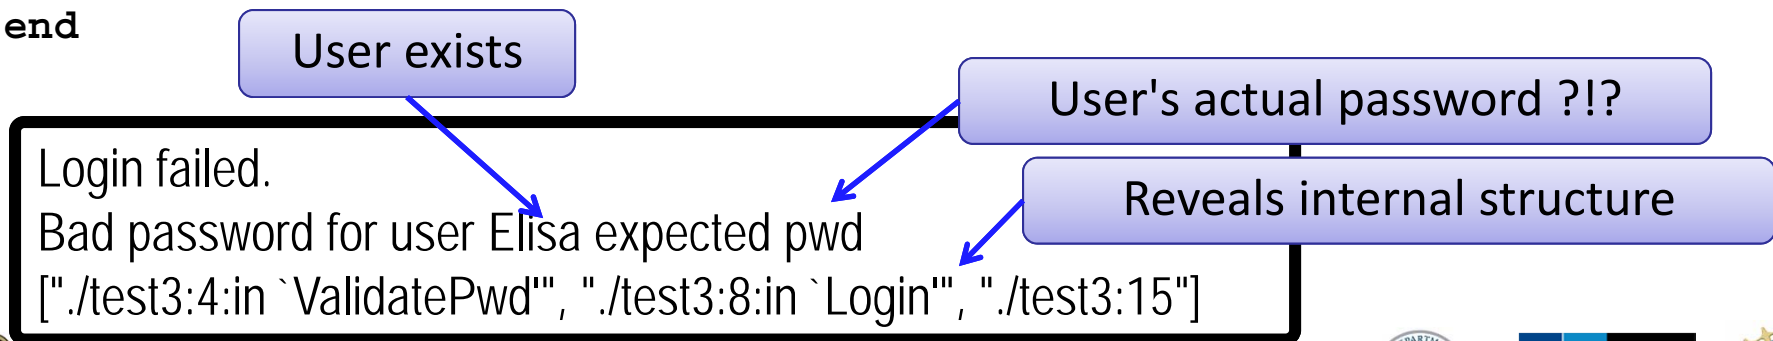 end
User exists
User's actual password ?!?
Reveals internal structure
Login failed.
Bad password for user Elisa expected pwd
["./test3:4:in `ValidatePwd'", "./test3:8:in `Login'", "./test3:15"]